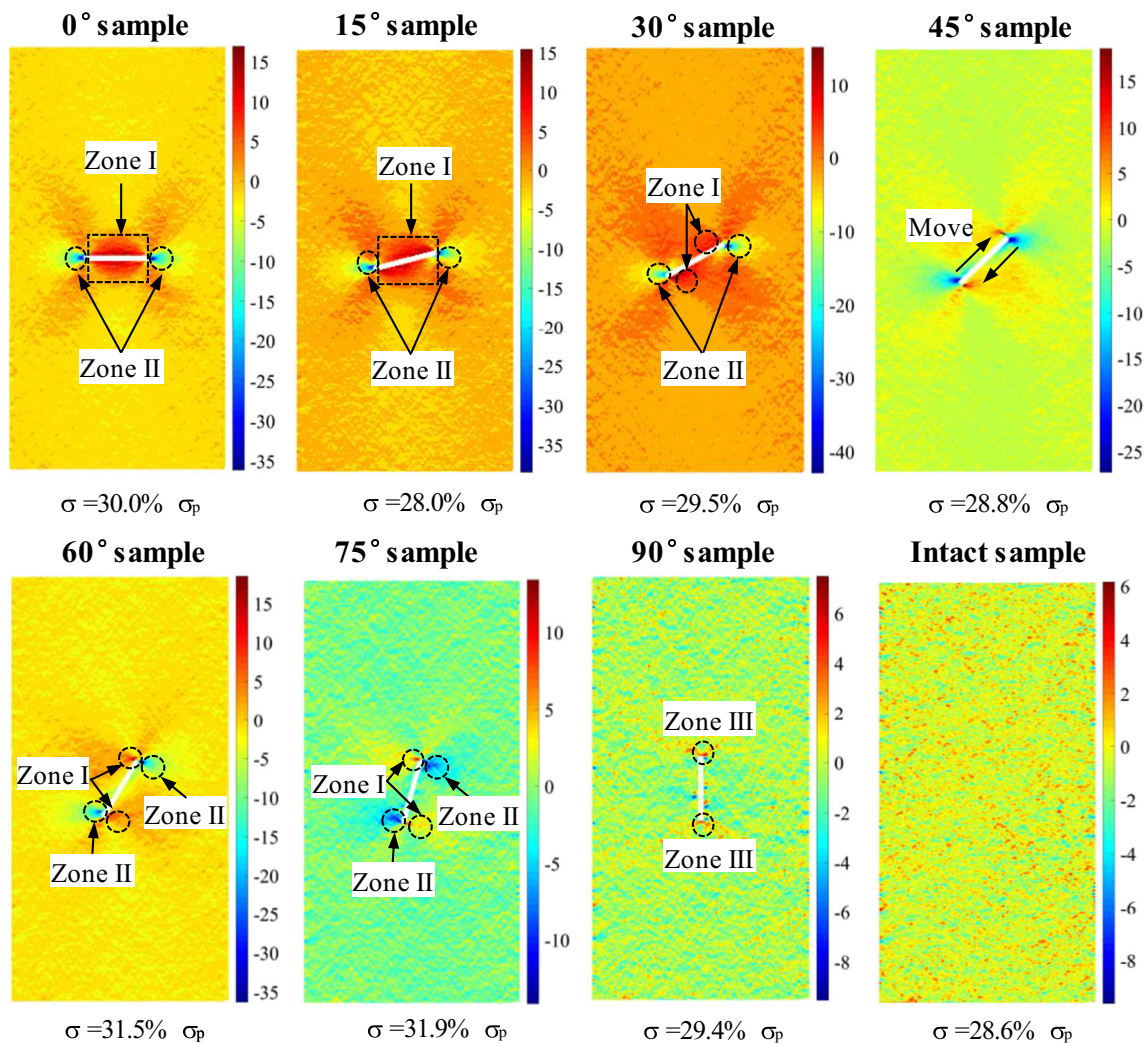 0° sample
15° sample
30° sample
45° sample
Zone I
Zone II
10
5
0
-5
-10
-15
-20
-25
-30
-35
σ =30.0% σp
Zone I
Zone II
15
10
5
0
-5
-10
-15
-20
-25
-30
-35
σ =28.0% σp
Zone I
Zone II
10
0
-10
-20
-30
-40
σ =29.5% σp
Move
15
10
5
0
-5
-10
-15
-20
-25
σ =28.8% σp
60° sample
75° sample
90° sample
Intact sample
Zone I
Zone II
Zone II
15
10
5
0
-5
-10
-15
-20
-25
-30
-35
σ =31.5% σp
Zone I
Zone II
Zone II
10
5
0
-5
-10
σ =31.9% σp
Zone III
Zone III
6
4
2
0
-2
-4
-6
-8
σ =29.4% σp
6
4
2
0
-2
-4
-6
-8
σ =28.6% σp